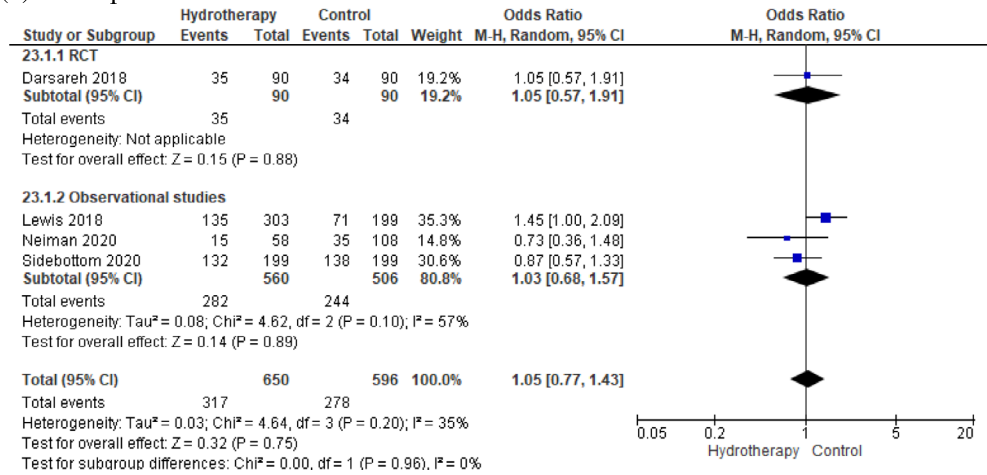 Hydrotherapy Control Odds Ratio Odds Ratio
Study or Subgroup Events Total Events Total Weight M-H, Random, 95% CI M-H, Random, 95% CI
23.1.1 RCT
Darsareh 2018 35 90 34 90 19.2% 1.05 [0.57, 1.91]
Subtotal (95% CI) 90 90 19.2% 1.05 [0.57, 1.91]
Total events 35 34
Heterogeneity: Not applicable
Test for overall effect: Z = 0.15 (P = 0.88)
23.1.2 Observational studies
Lewis 2018 135 303 71 199 35.3% 1.45 [1.00, 2.09]
Neiman 2020 15 58 35 108 14.8% 0.73 [0.36, 1.48]
Sidebottom 2020 132 199 138 199 30.6% 0.87 [0.57, 1.33]
Subtotal (95% CI) 560 506 80.8% 1.03 [0.68, 1.57]
Total events 282 244
Heterogeneity: Tau² = 0.08; Chi² = 4.62, df = 2 (P = 0.10); I² = 57%
Test for overall effect: Z = 0.14 (P = 0.89)
Total (95% CI) 650 596 100.0% 1.05 [0.77, 1.43]
Total events 317 278
Heterogeneity: Tau² = 0.03; Chi² = 4.64, df = 3 (P = 0.20); I² = 35%
Test for overall effect: Z = 0.32 (P = 0.75)
Test for subgroup differences: Chi² = 0.00, df = 1 (P = 0.96), I² = 0%
0.05 0.2 1 5 20
Hydrotherapy Control